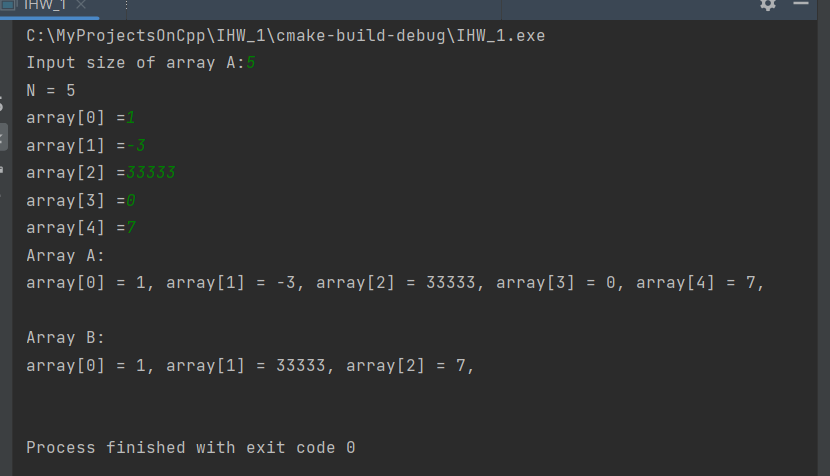 IHW_1
C:\MyProjectsOnCpp\IHW_1\cmake-build-debug\IHW_1.exe
Input size of array A:5
N = 5
array[0] =1
array[1] =-3
array[2] =33333
array[3] =0
array[4] =7
Array A:
array[0] = 1, array[1] = -3, array[2] = 33333, array[3] = 0, array[4] = 7,
Array B:
array[0] = 1, array[1] = 33333, array[2] = 7,
Process finished with exit code 0